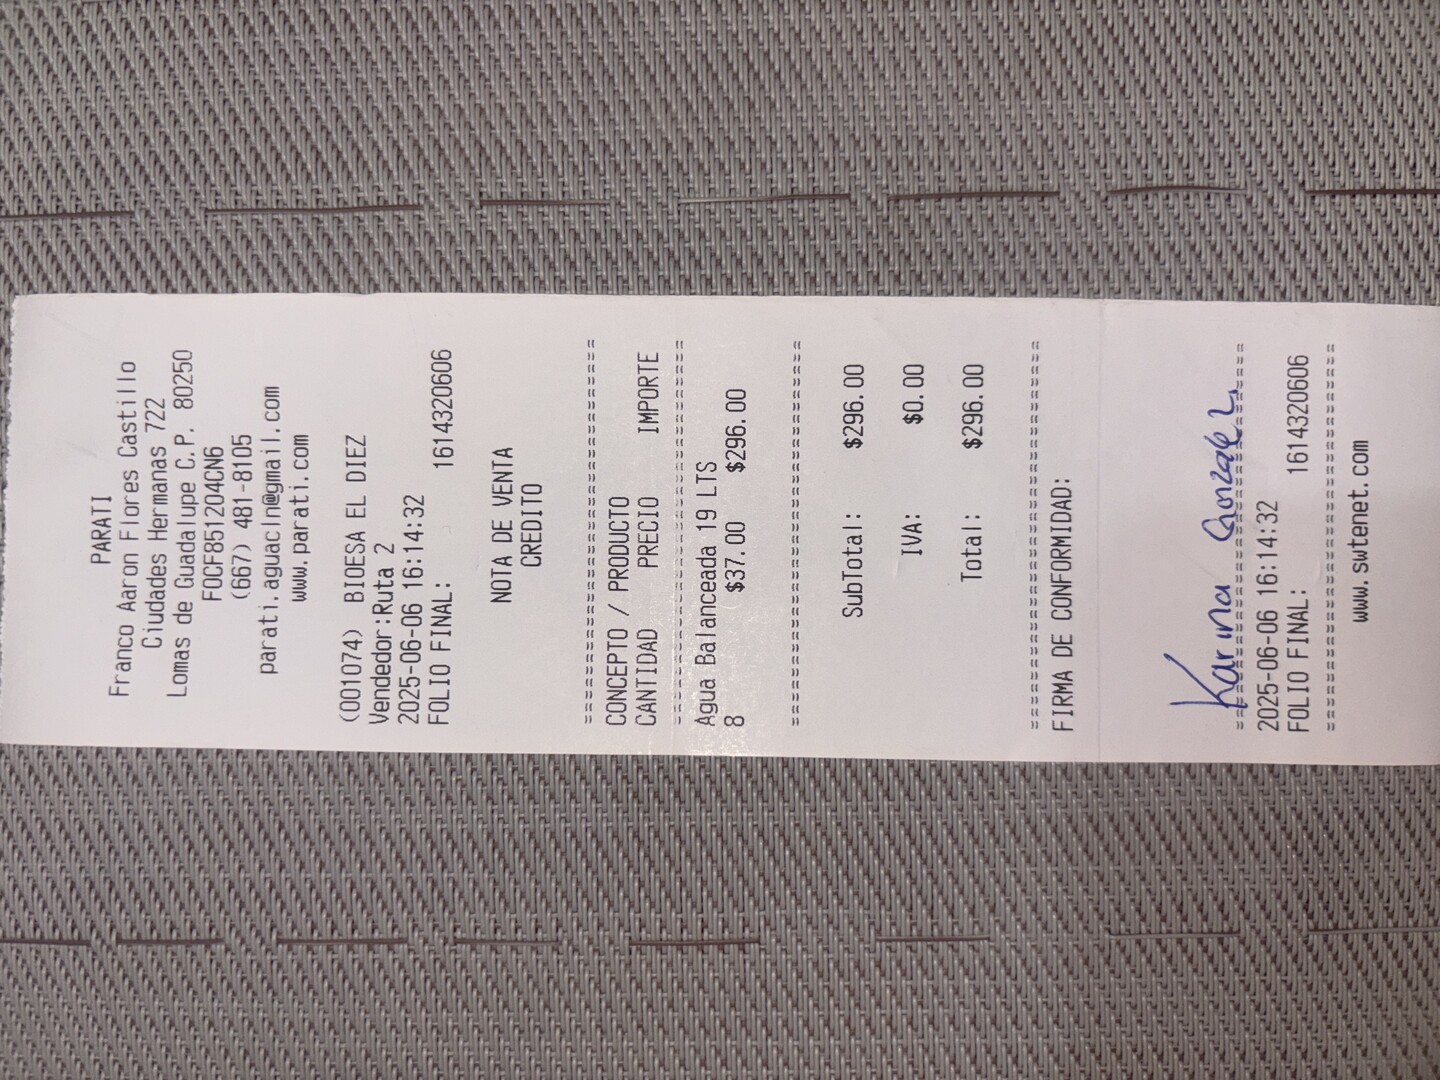 PARATI
Franco Aaron Flores Castillo
Ciudades Hermanas 722
Lomas de Guadalupe C.P. 80250
FOCF851204CN6
(667) 481-8105
parati.aguacln@gmail.com
www.parati.com
(001074) BIOESA EL DIEZ
Vendedor:Ruta 2
2025-06-06 16:14:32
FOLIO FINAL: 1614320606
NOTA DE VENTA
CREDITO
================================
CONCEPTO / PRODUCTO
CANTIDAD PRECIO IMPORTE
================================
Agua Balanceada 19 LTS
8 $37.00 $296.00
================================
SubTotal: $296.00
IVA: $0.00
Total: $296.00
================================
FIRMA DE CONFORMIDAD:
Karina Gonzalez
================================
2025-06-06 16:14:32
FOLIO FINAL: 1614320606
================================
www.swtenet.com